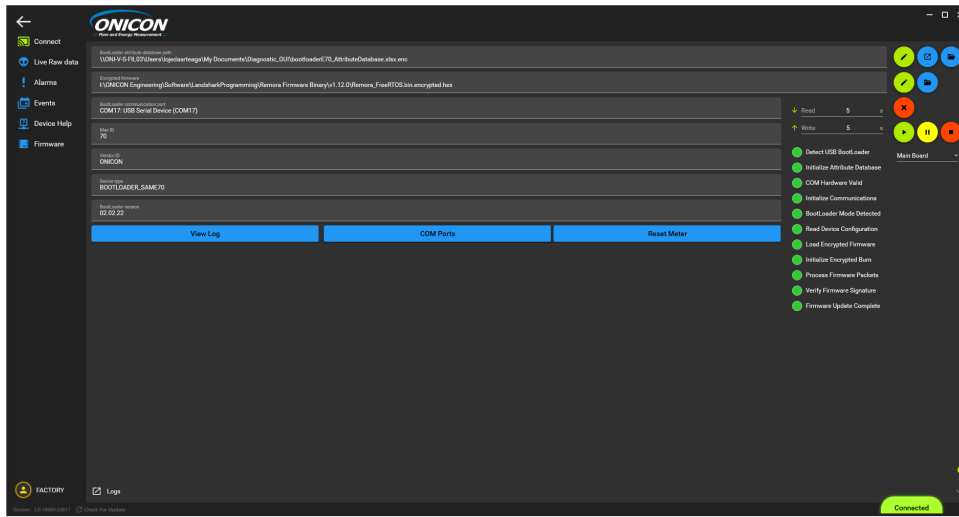 ONICON
Flow and Energy Measurement
Connect
Live Raw data
Alarms
Events
Device Help
Firmware
BootLoader attribute database path
\\ONI-V-S-FIL03\Users\lojedaarteaga\My Documents\Diagnostic_GUI\bootloaderE70_AttributeDatabase.xlsx.enc
Encrypted firmware
I:\ONICON Engineering\Software\LandsharkProgramming\Remora Firmware Binary\v1.12.0\Remora_FreeRTOS.bin.encrypted.hex
BootLoader communication port
COM17: USB Serial Device (COM17)
Mac ID
70
Vendor ID
ONICON
Device type
BOOTLOADER_SAME70
BootLoader version
02.02.22
View Log
COM Ports
Reset Meter
Read 5 s
Write 5 s
Main Board
Detect USB BootLoader
Initialize Attribute Database
COM Hardware Valid
Initialize Communications
BootLoader Mode Detected
Read Device Configuration
Load Encrypted Firmware
Initialize Encrypted Burn
Process Firmware Packets
Verify Firmware Signature
Firmware Update Complete
FACTORY
Logs
Check For Update
Connected